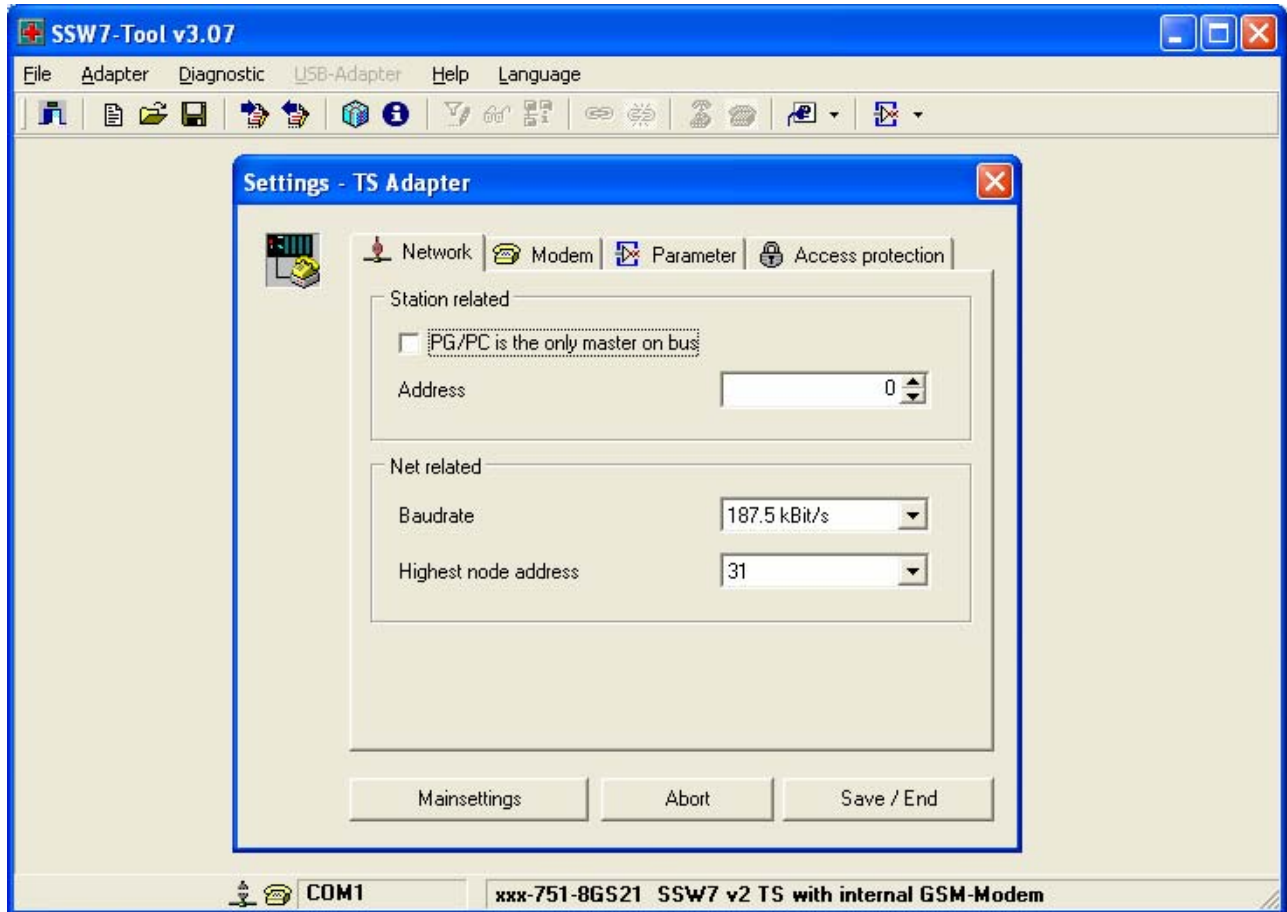 SSW7-Tool v3.07
File Adapter Diagnostic USB-Adapter Help Language
Settings - TS Adapter
Network Modem Parameter Access protection
Station related
PG/PC is the only master on bus
Address 0
Net related
Baudrate 187.5 kBit/s
Highest node address 31
Mainsettings Abort Save / End
COM1 xxx-751-8GS21 SSW7 v2 TS with internal GSM-Modem